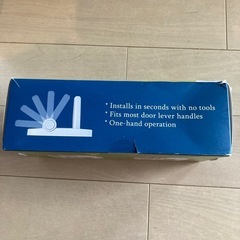 * Installs in seconds with no tools
* Fits most door lever handles
* One-hand operation